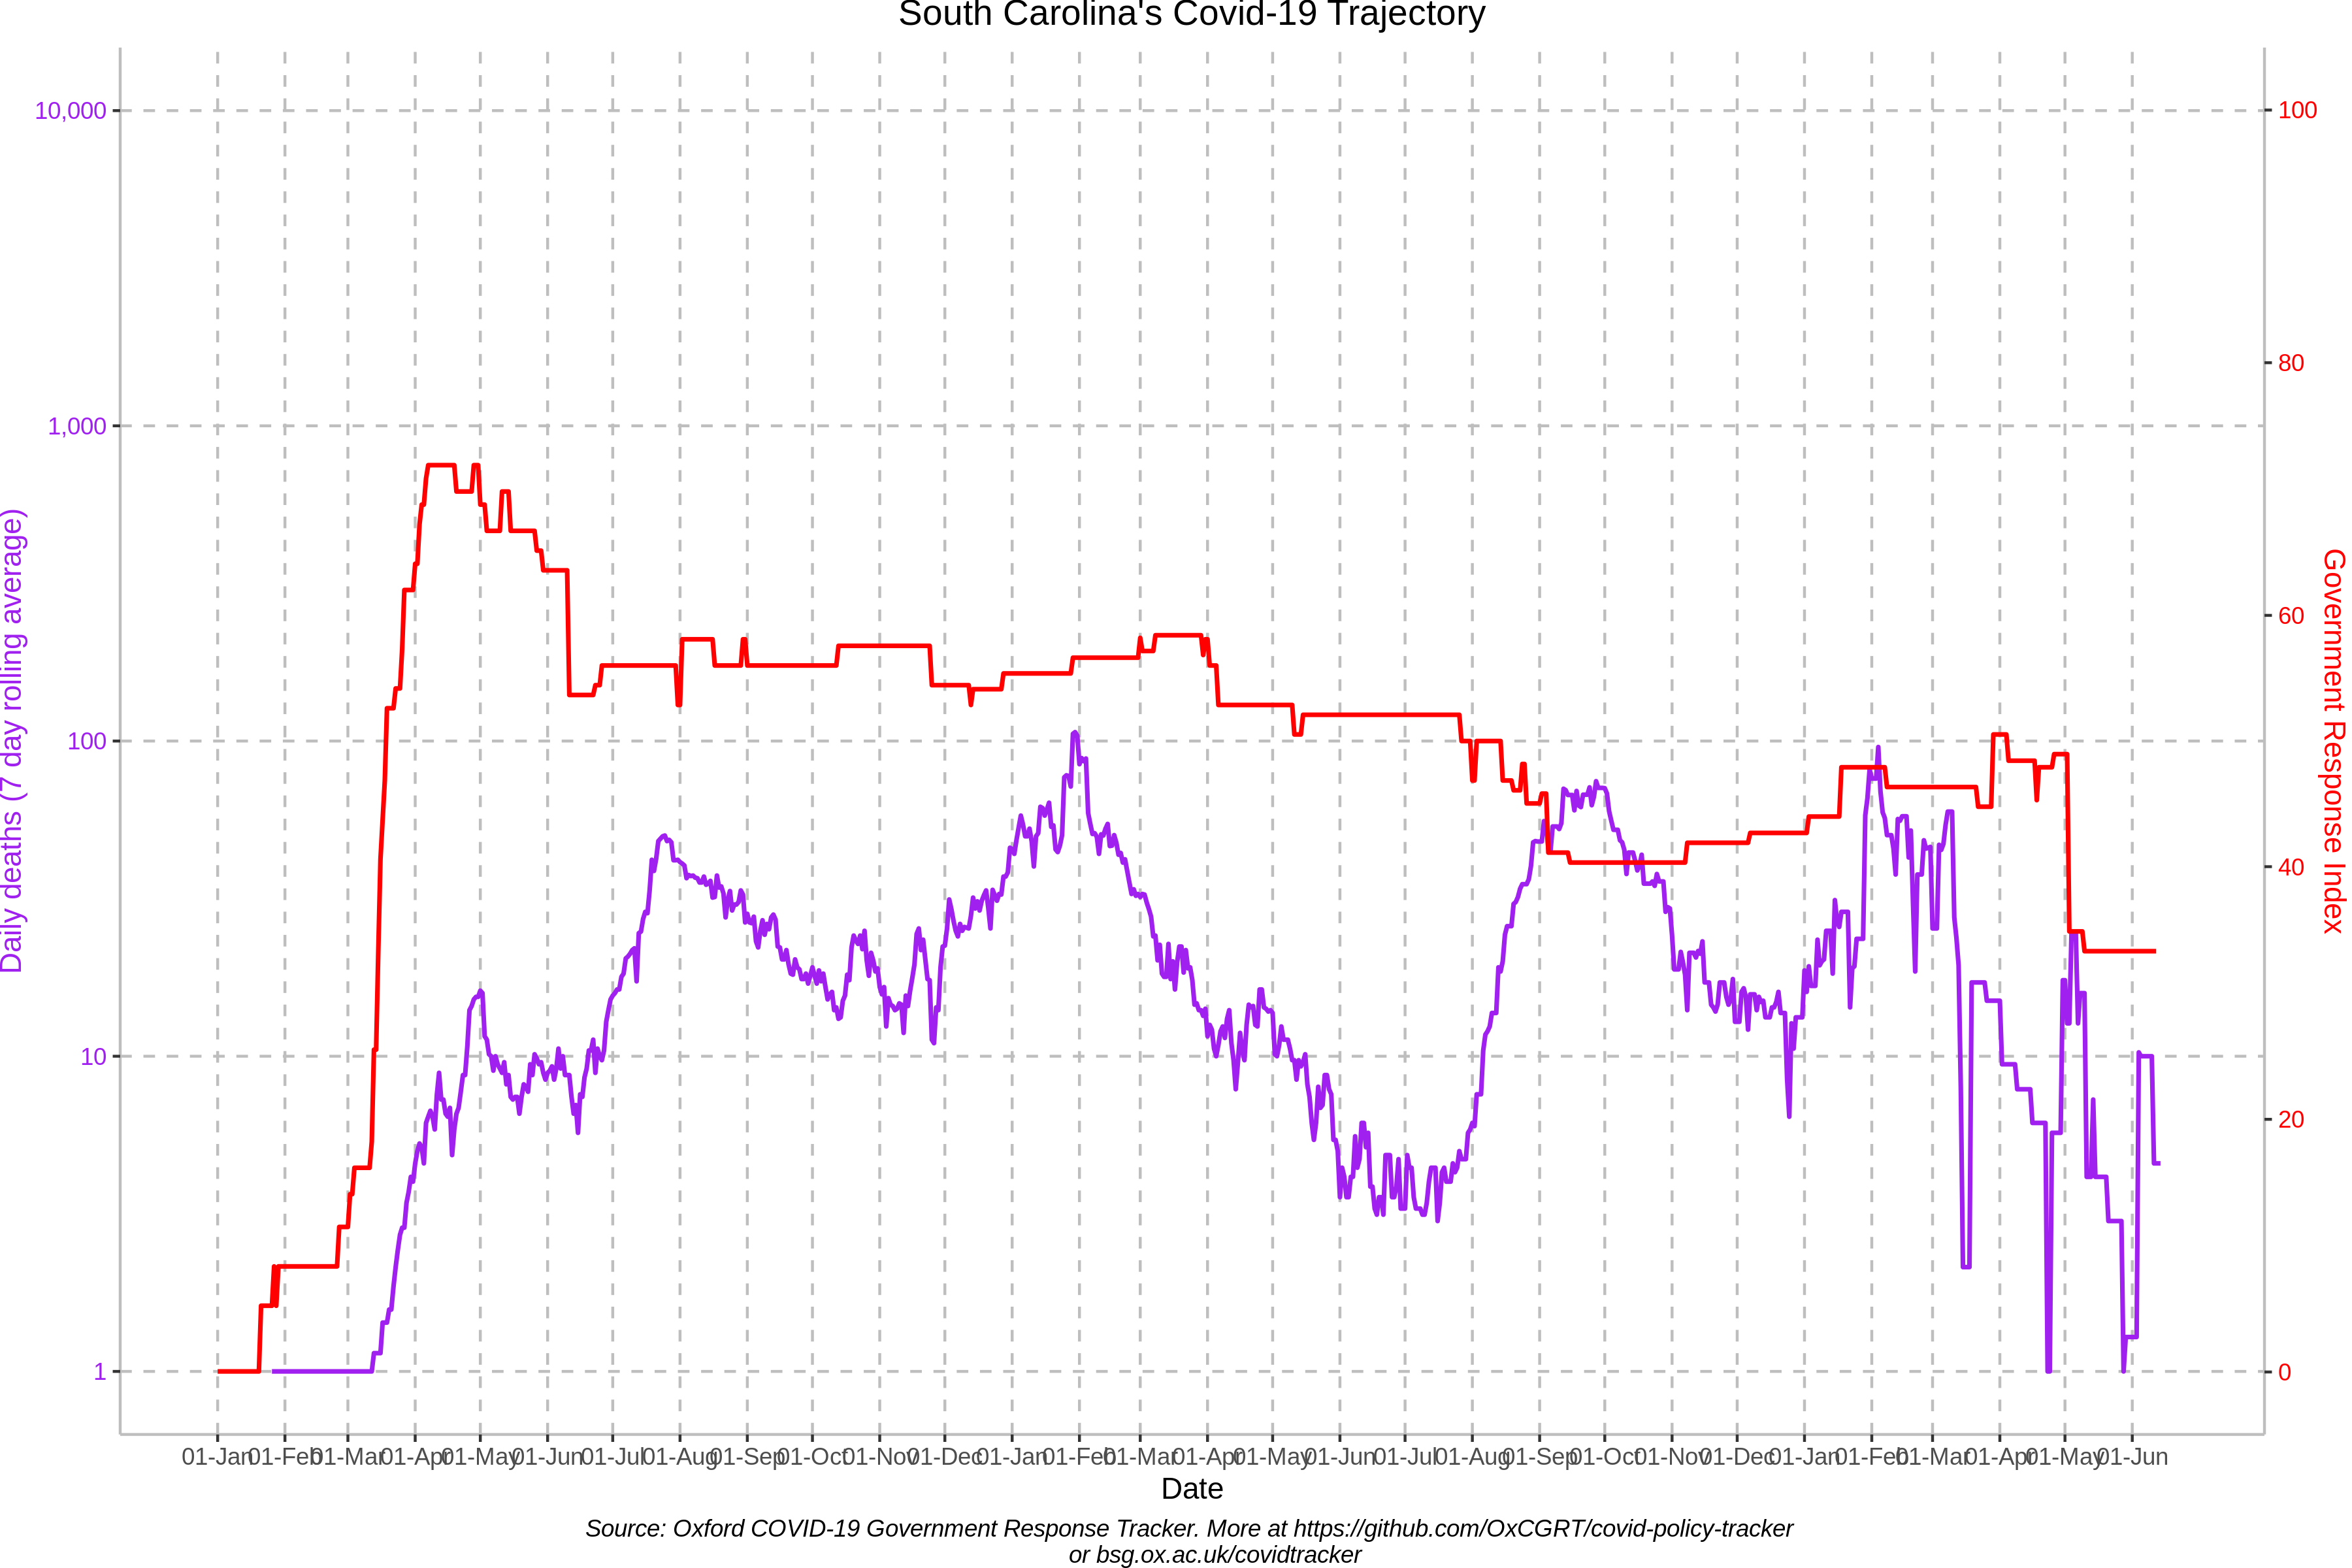 South Carolina's Covid-19 Trajectory
10,000
1,000
100
10
1
Daily deaths (7 day rolling average)
100
80
60
40
20
0
Government Response Index
01-Jan 01-Feb 01-Mar 01-Apr 01-May 01-Jun 01-Jul 01-Aug 01-Sep 01-Oct 01-Nov 01-Dec 01-Jan 01-Feb 01-Mar 01-Apr 01-May 01-Jun 01-Jul 01-Aug 01-Sep 01-Oct 01-Nov 01-Dec 01-Jan 01-Feb 01-Mar 01-Apr 01-May 01-Jun
Date
Source: Oxford COVID-19 Government Response Tracker. More at https://github.com/OxCGRT/covid-policy-tracker
or bsg.ox.ac.uk/covidtracker